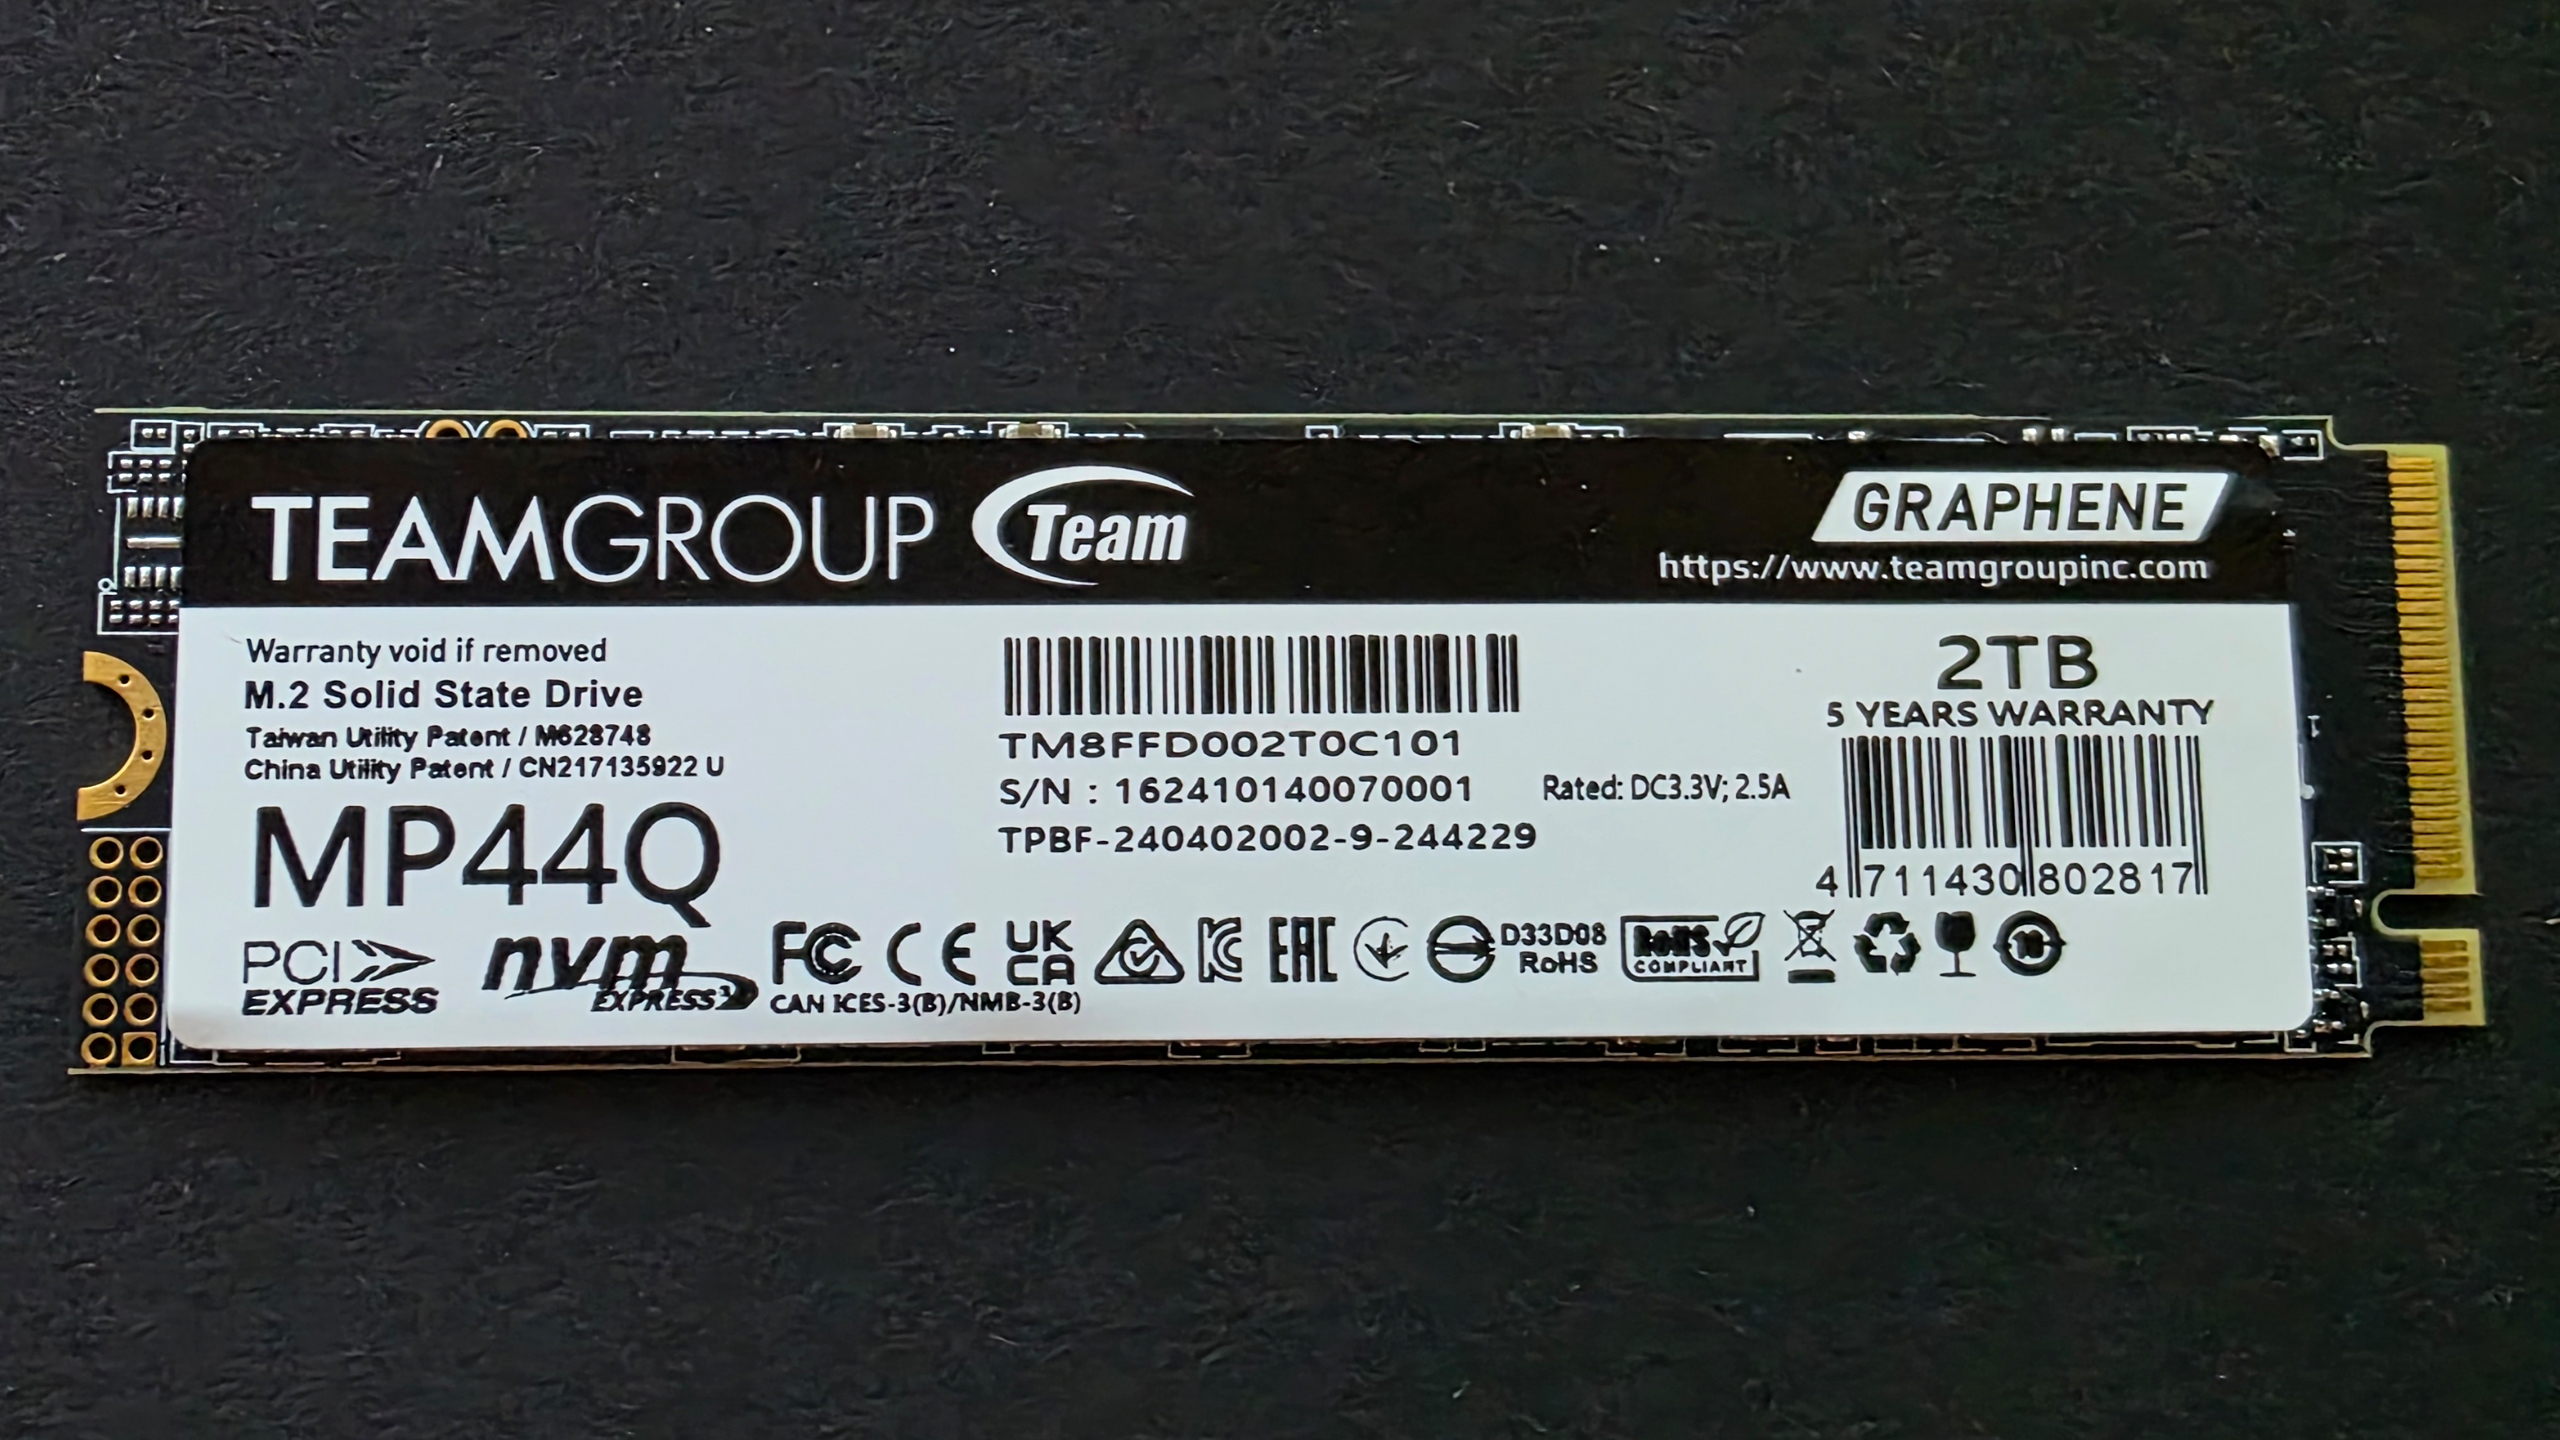 TEAMGROUP Team
GRAPHENE
https://www.teamgroupinc.com
Warranty void if removed
M.2 Solid State Drive
Taiwan Utility Patent / M628748
China Utility Patent / CN217135922 U
MP44Q
PCI EXPRESS
nvm EXPRESS
TM8FFD002T0C101
S/N : 162410140070001
TPBF-240402002-9-244229
Rated: DC3.3V; 2.5A
2TB
5 YEARS WARRANTY
4 711430 802817
FC CE UK CA EAC
D33D08
RoHS
RoHS
COMPLIANT
10
CAN ICES-3(B)/NMB-3(B)